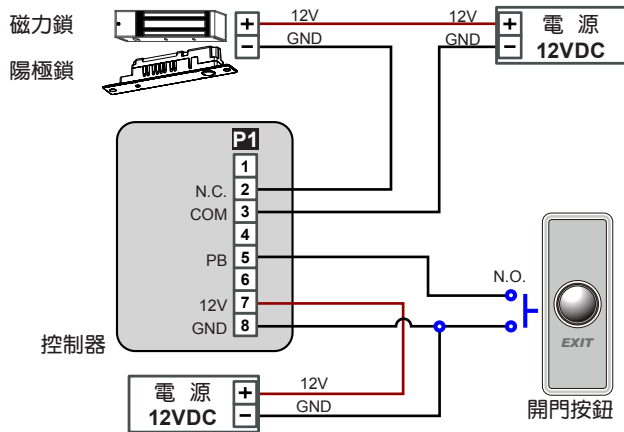 磁力鎖
陽極鎖
+ 12V 12V +
− GND GND −
電 源
12VDC
P1
1
N.C. 2
COM 3
4
PB 5
6
12V 7
GND 8
控制器
N.O.
EXIT
開門按鈕
電 源
12VDC
+ 12V
− GND